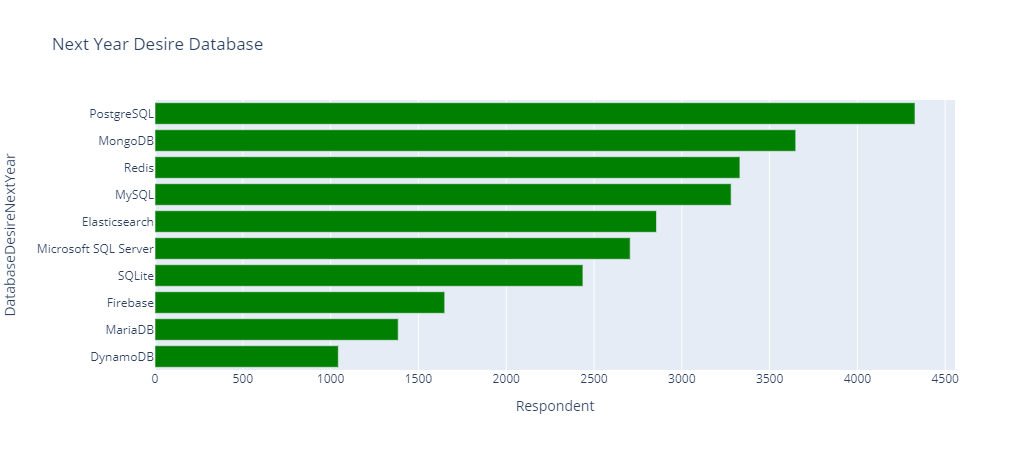 Next Year Desire Database
DatabaseDesireNextYear
PostgreSQL
MongoDB
Redis
MySQL
Elasticsearch
Microsoft SQL Server
SQLite
Firebase
MariaDB
DynamoDB
0 500 1000 1500 2000 2500 3000 3500 4000 4500
Respondent